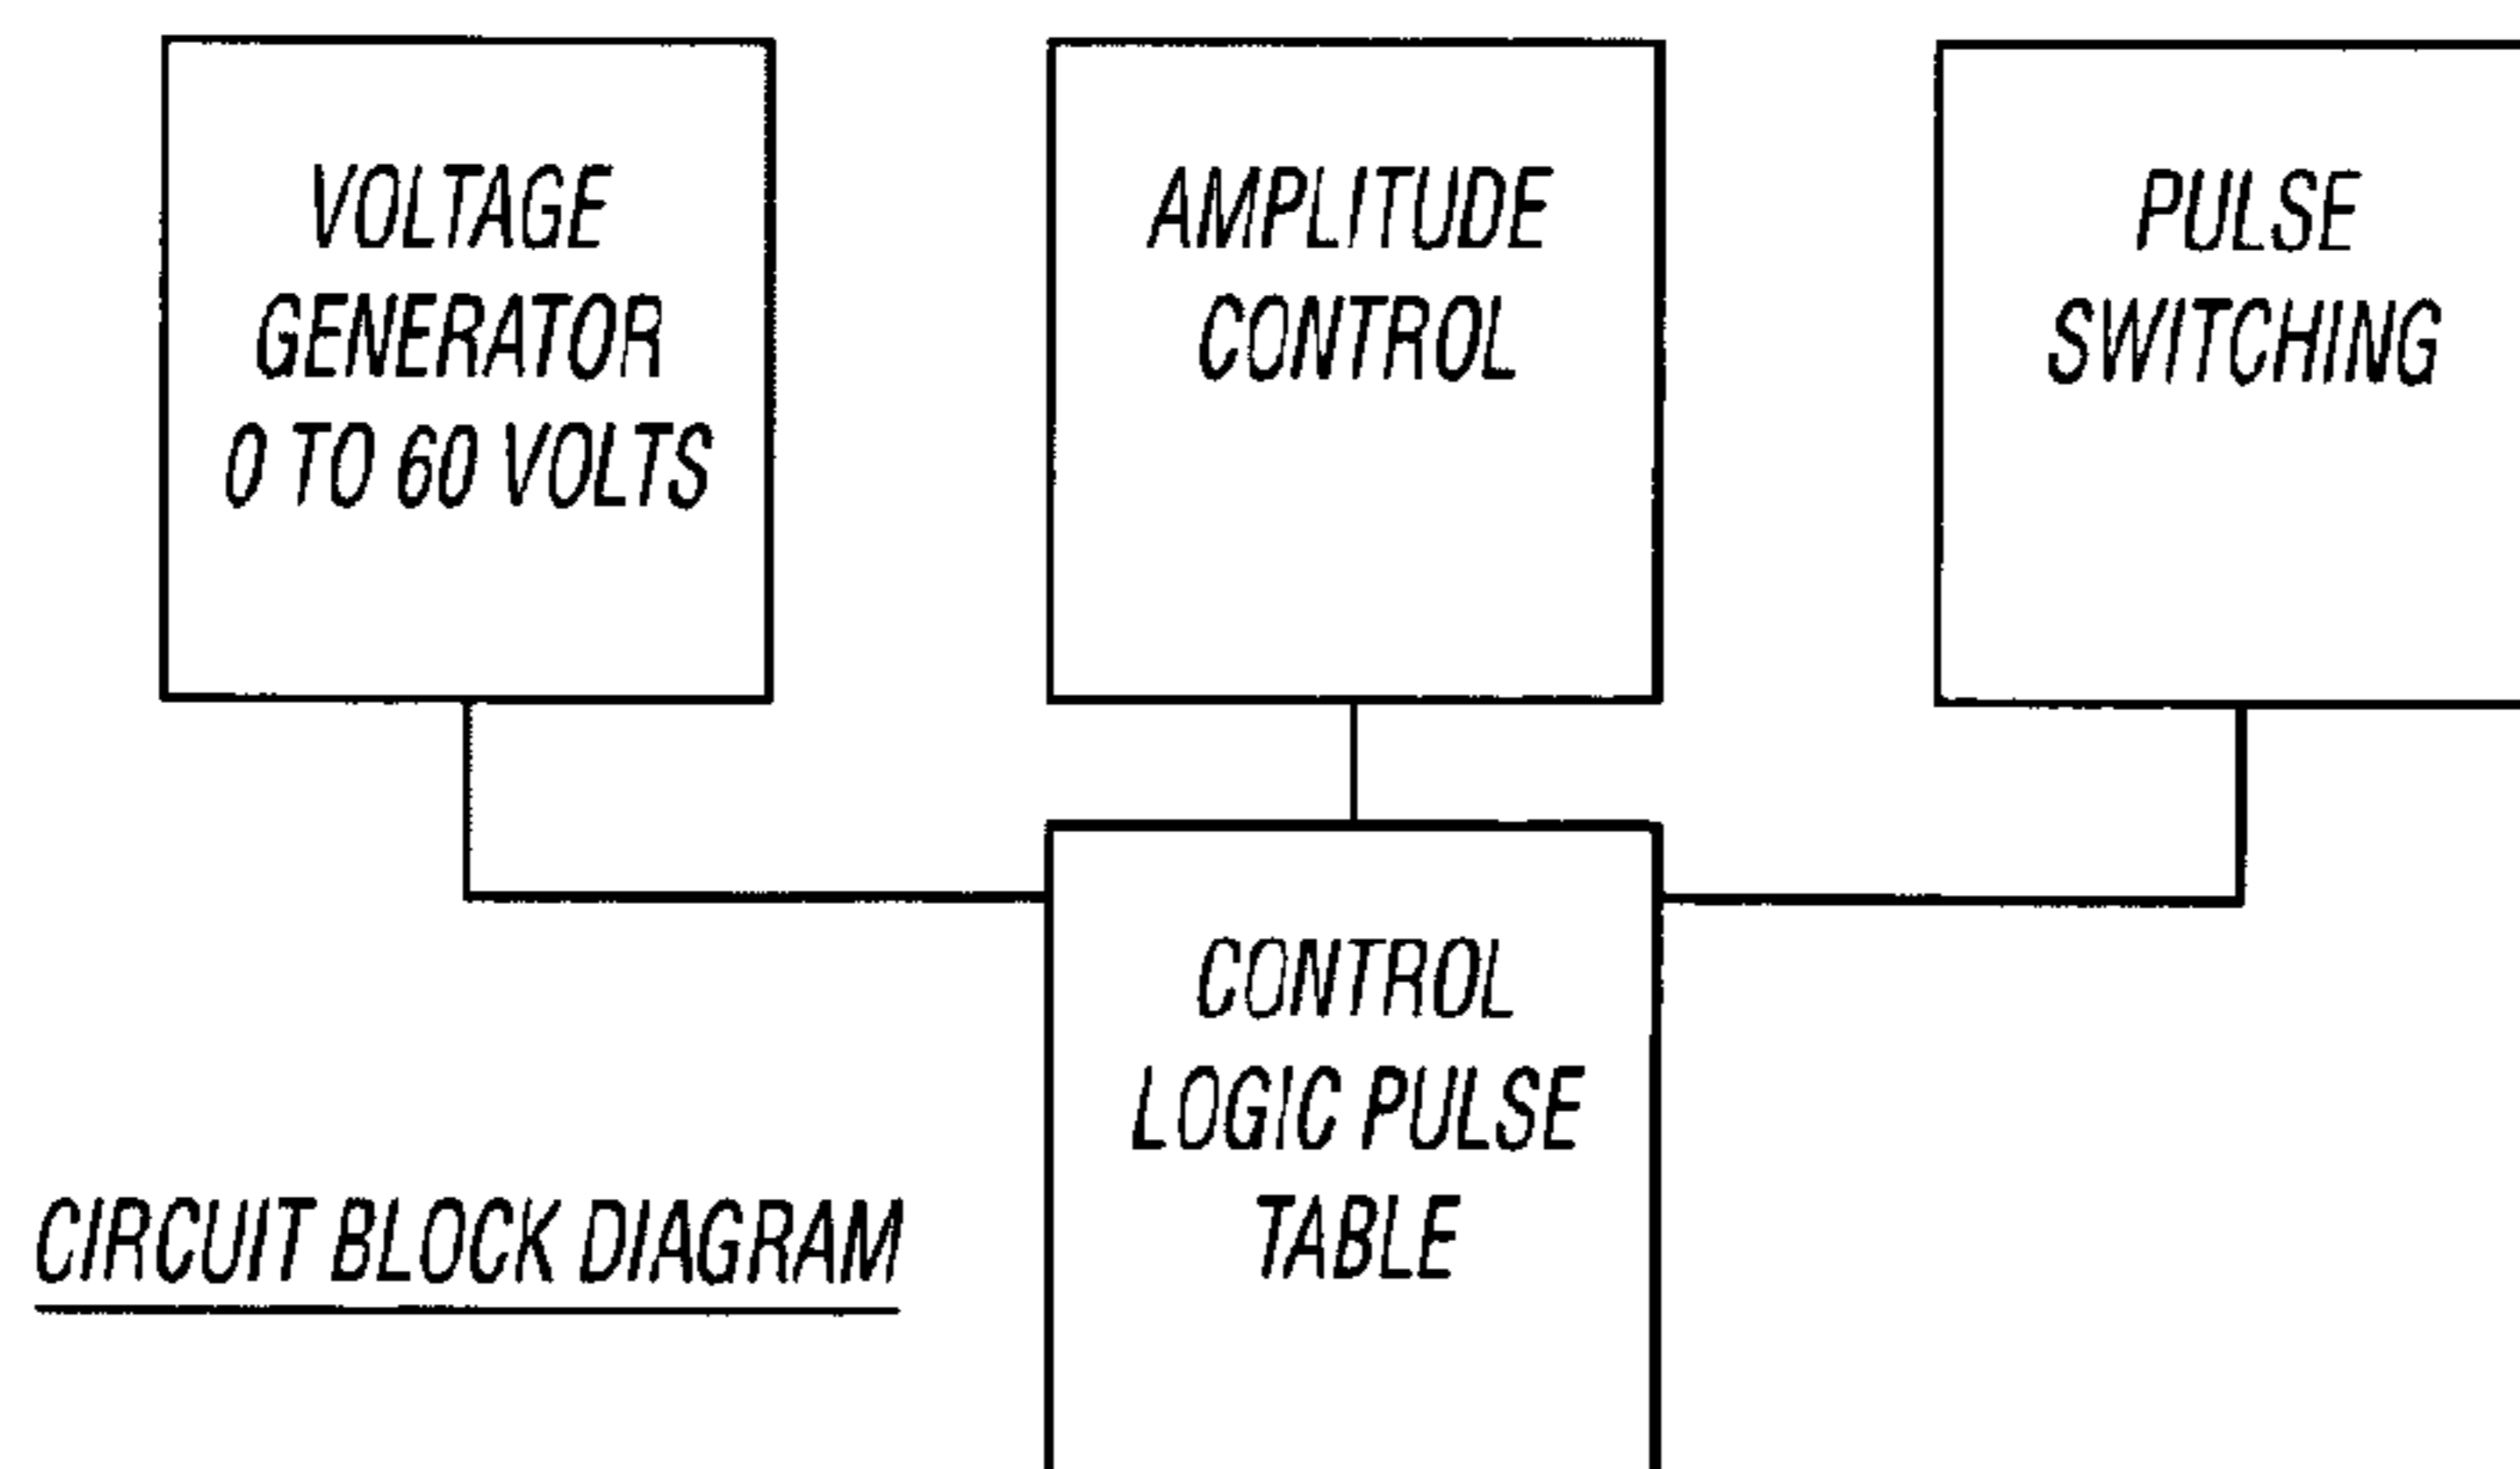 VOLTAGE
GENERATOR
0 TO 60 VOLTS
AMPLITUDE
CONTROL
PULSE
SWITCHING
CONTROL
LOGIC PULSE
TABLE
CIRCUIT BLOCK DIAGRAM